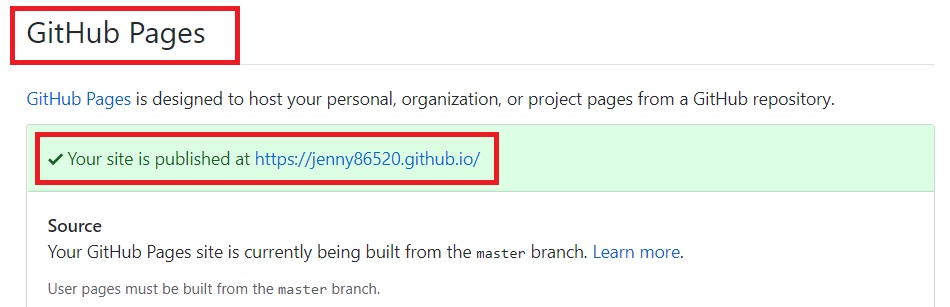 GitHub Pages
GitHub Pages is designed to host your personal, organization, or project pages from a GitHub repository.
✓ Your site is published at https://jenny86520.github.io/
Source
Your GitHub Pages site is currently being built from the master branch. Learn more.
User pages must be built from the master branch.